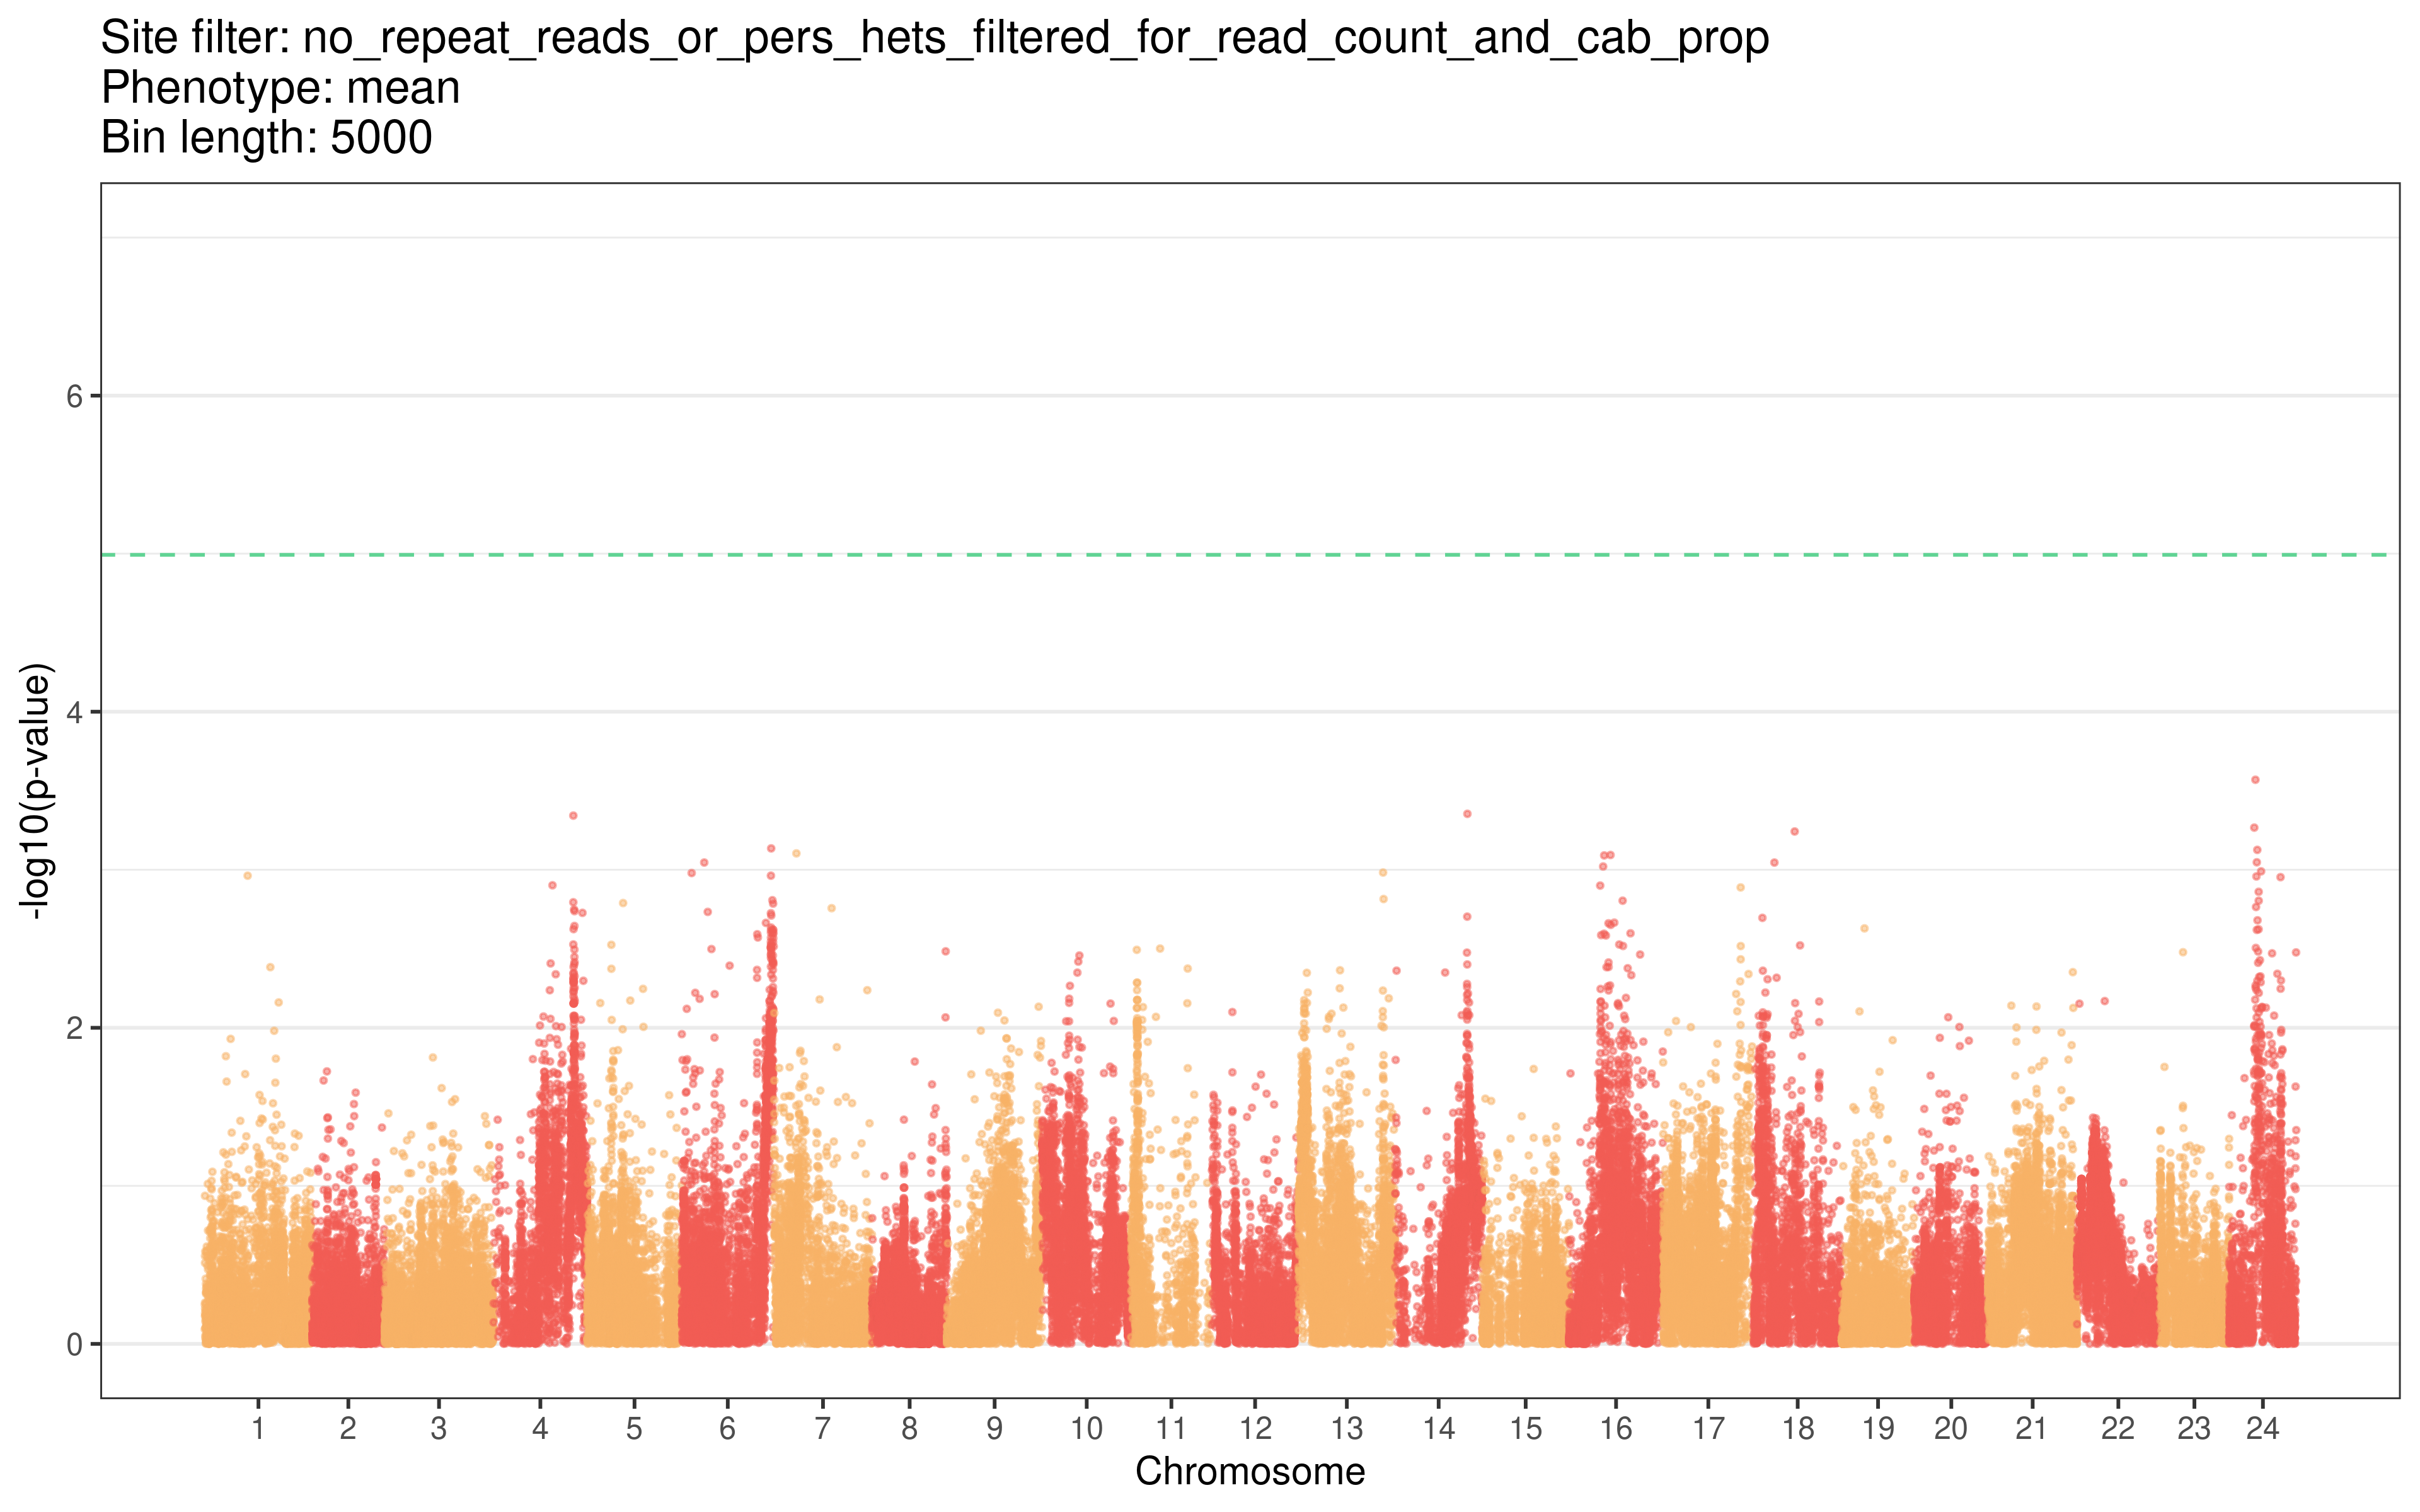 Site filter: no_repeat_reads_or_pers_hets_filtered_for_read_count_and_cab_prop
Phenotype: mean
Bin length: 5000
6
4
2
0
-log10(p-value)
1 2 3 4 5 6 7 8 9 10 11 12 13 14 15 16 17 18 19 20 21 22 23 24
Chromosome